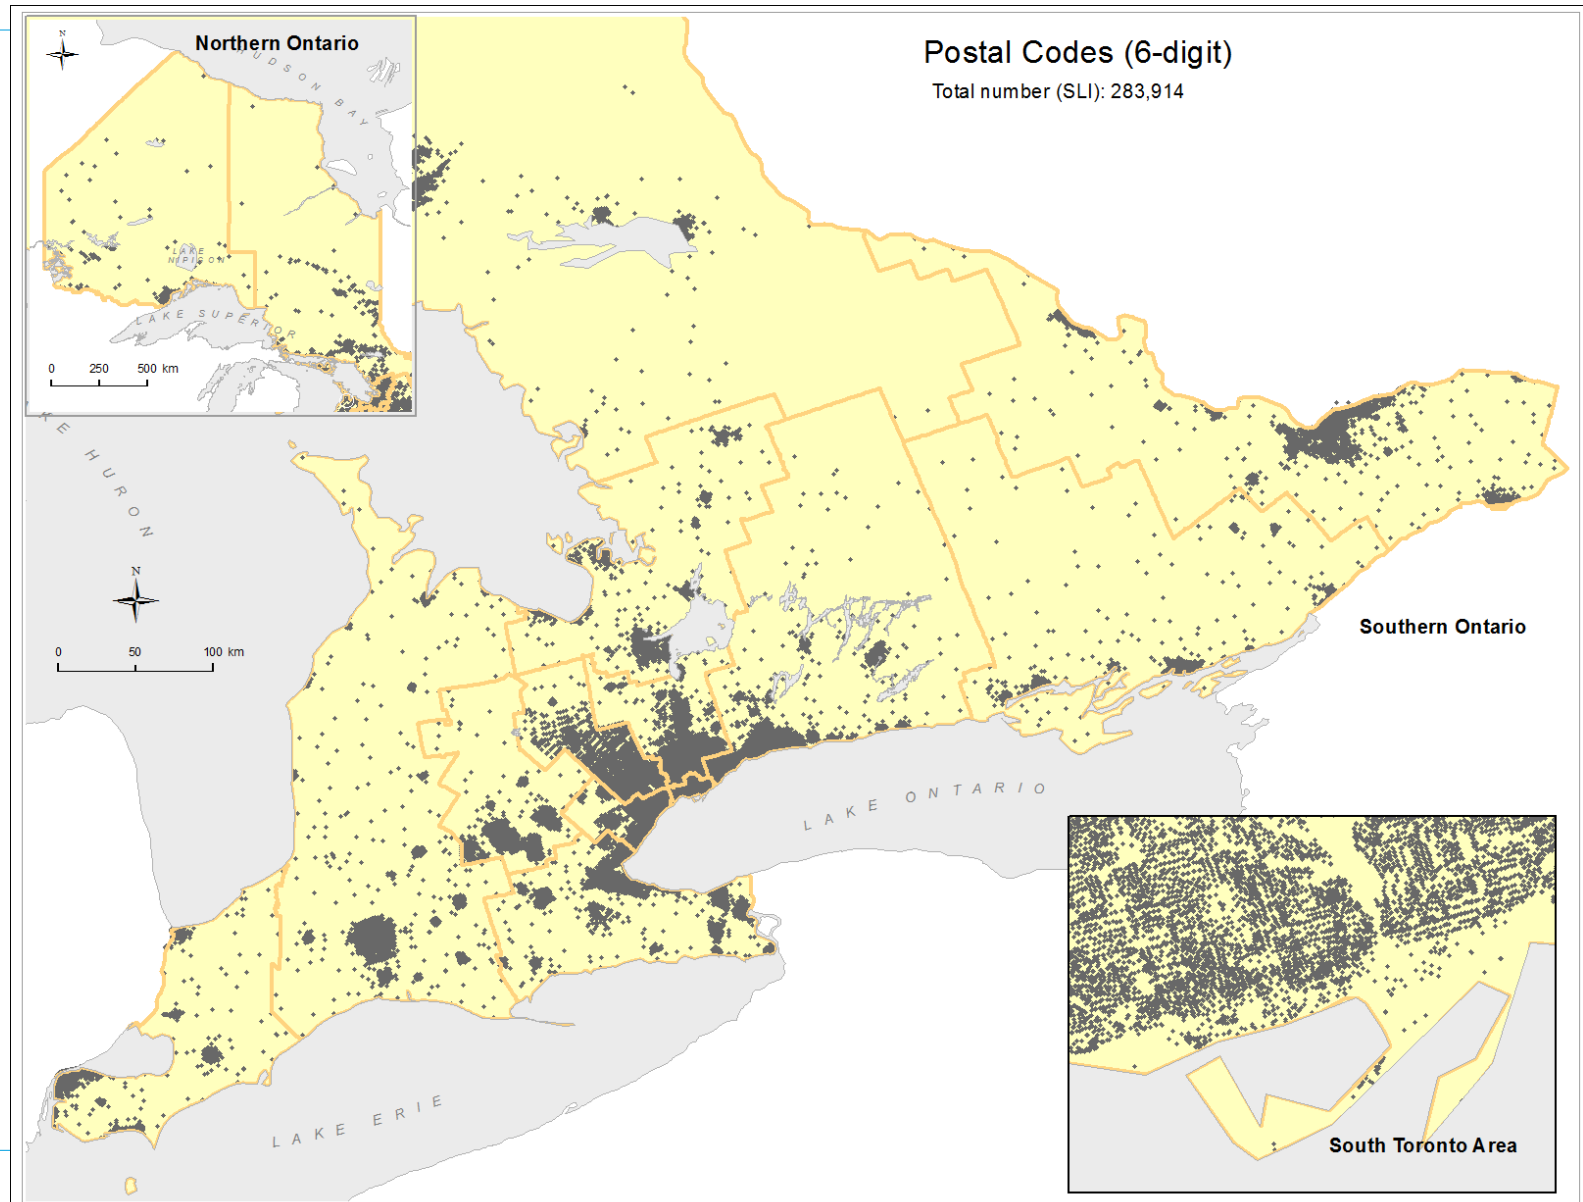 Northern Ontario
N
HUDSON BAY
LAKE
NIPIGON
LAKE SUPERIOR
0 250 500 km
Postal Codes (6-digit)
Total number (SLI): 283,914
KE HURON
N
0 50 100 km
Southern Ontario
LAKE ONTARIO
LAKE ERIE
South Toronto Area